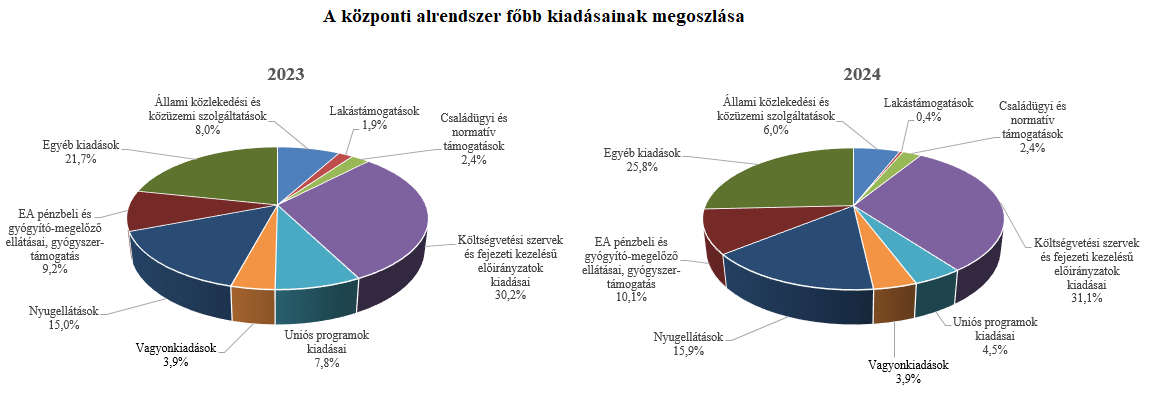 A központi alrendszer főbb kiadásainak megoszlása
2023
Állami közlekedési és
közüzemi szolgáltatások
8,0%
Lakástámogatások
1,9%
Családügyi és
normatív
támogatások
2,4%
Egyéb kiadások
21,7%
EA pénzbeli és
gyógyító-megelőző
ellátásai, gyógyszer-
támogatás
9,2%
Költségvetési szervek
és fejezeti kezelésű
előirányzatok
kiadásai
30,2%
Nyugellátások
15,0%
Vagyonkiadások
3,9%
Uniós programok
kiadásai
7,8%
2024
Állami közlekedési és
közüzemi szolgáltatások
6,0%
Lakástámogatások
0,4%
Családügyi és
normatív
támogatások
2,4%
Egyéb kiadások
25,8%
EA pénzbeli és
gyógyító-megelőző
ellátásai, gyógyszer-
támogatás
10,1%
Költségvetési szervek
és fejezeti kezelésű
előirányzatok
kiadásai
31,1%
Nyugellátások
15,9%
Vagyonkiadások
3,9%
Uniós programok
kiadásai
4,5%